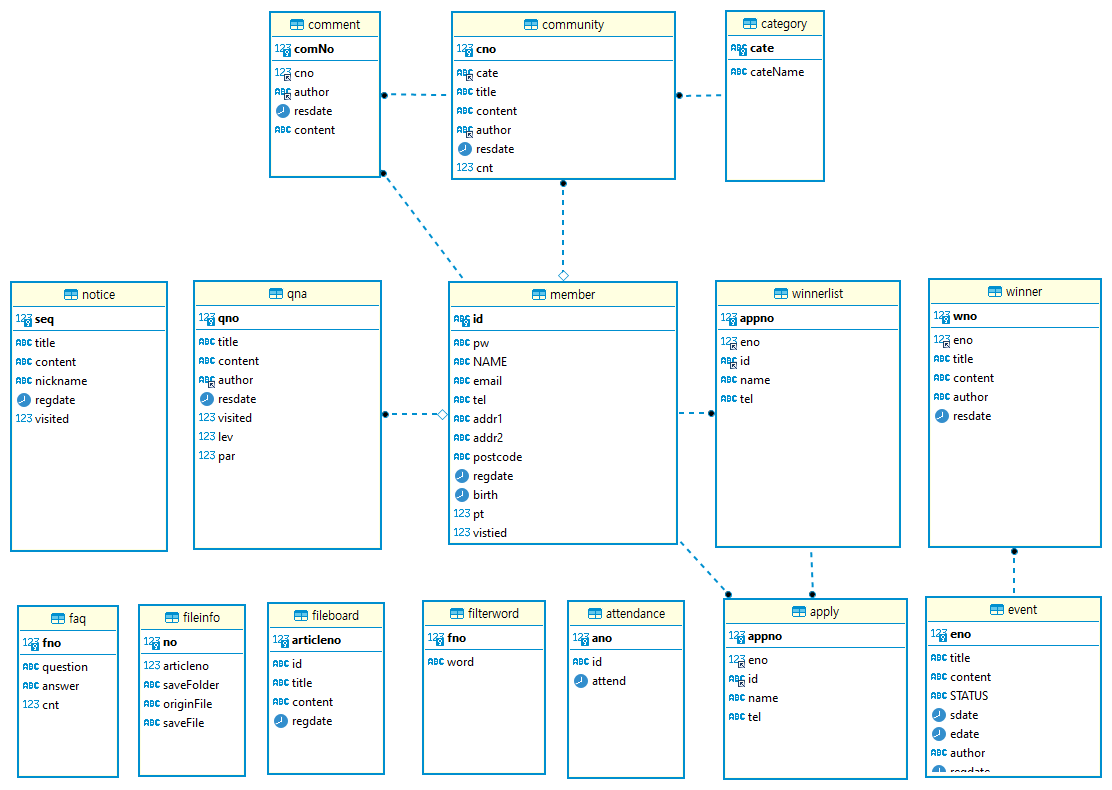 comment
123 comNo
123 cno
ABC author
resdate
ABC content
community
123 cno
ABC cate
ABC title
ABC content
ABC author
resdate
123 cnt
category
ABC cate
ABC cateName
notice
123 seq
ABC title
ABC content
ABC nickname
regdate
123 visited
qna
123 qno
ABC title
ABC content
ABC author
resdate
123 visited
123 lev
123 par
member
ABC id
ABC pw
ABC NAME
ABC email
ABC tel
ABC addr1
ABC addr2
ABC postcode
regdate
birth
123 pt
123 vistied
winnerlist
123 appno
123 eno
ABC id
ABC name
ABC tel
winner
123 wno
123 eno
ABC title
ABC content
ABC author
resdate
faq
123 fno
ABC question
ABC answer
123 cnt
fileinfo
123 no
123 articleno
ABC saveFolder
ABC originFile
ABC saveFile
fileboard
123 articleno
ABC id
ABC title
ABC content
regdate
filterword
123 fno
ABC word
attendance
123 ano
ABC id
attend
apply
123 appno
123 eno
ABC id
ABC name
ABC tel
event
123 eno
ABC title
ABC content
ABC STATUS
sdate
edate
ABC author
regdate